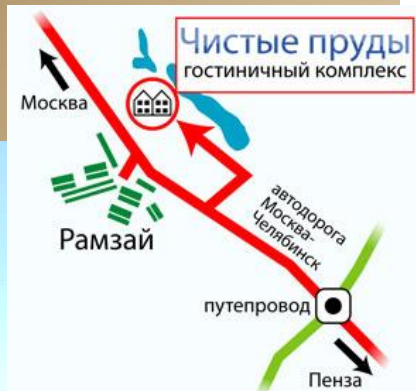 Чистые пруды
гостиничный комплекс
Москва
Рамзай
автодорога
Москва-
Челябинск
путепровод
Пенза